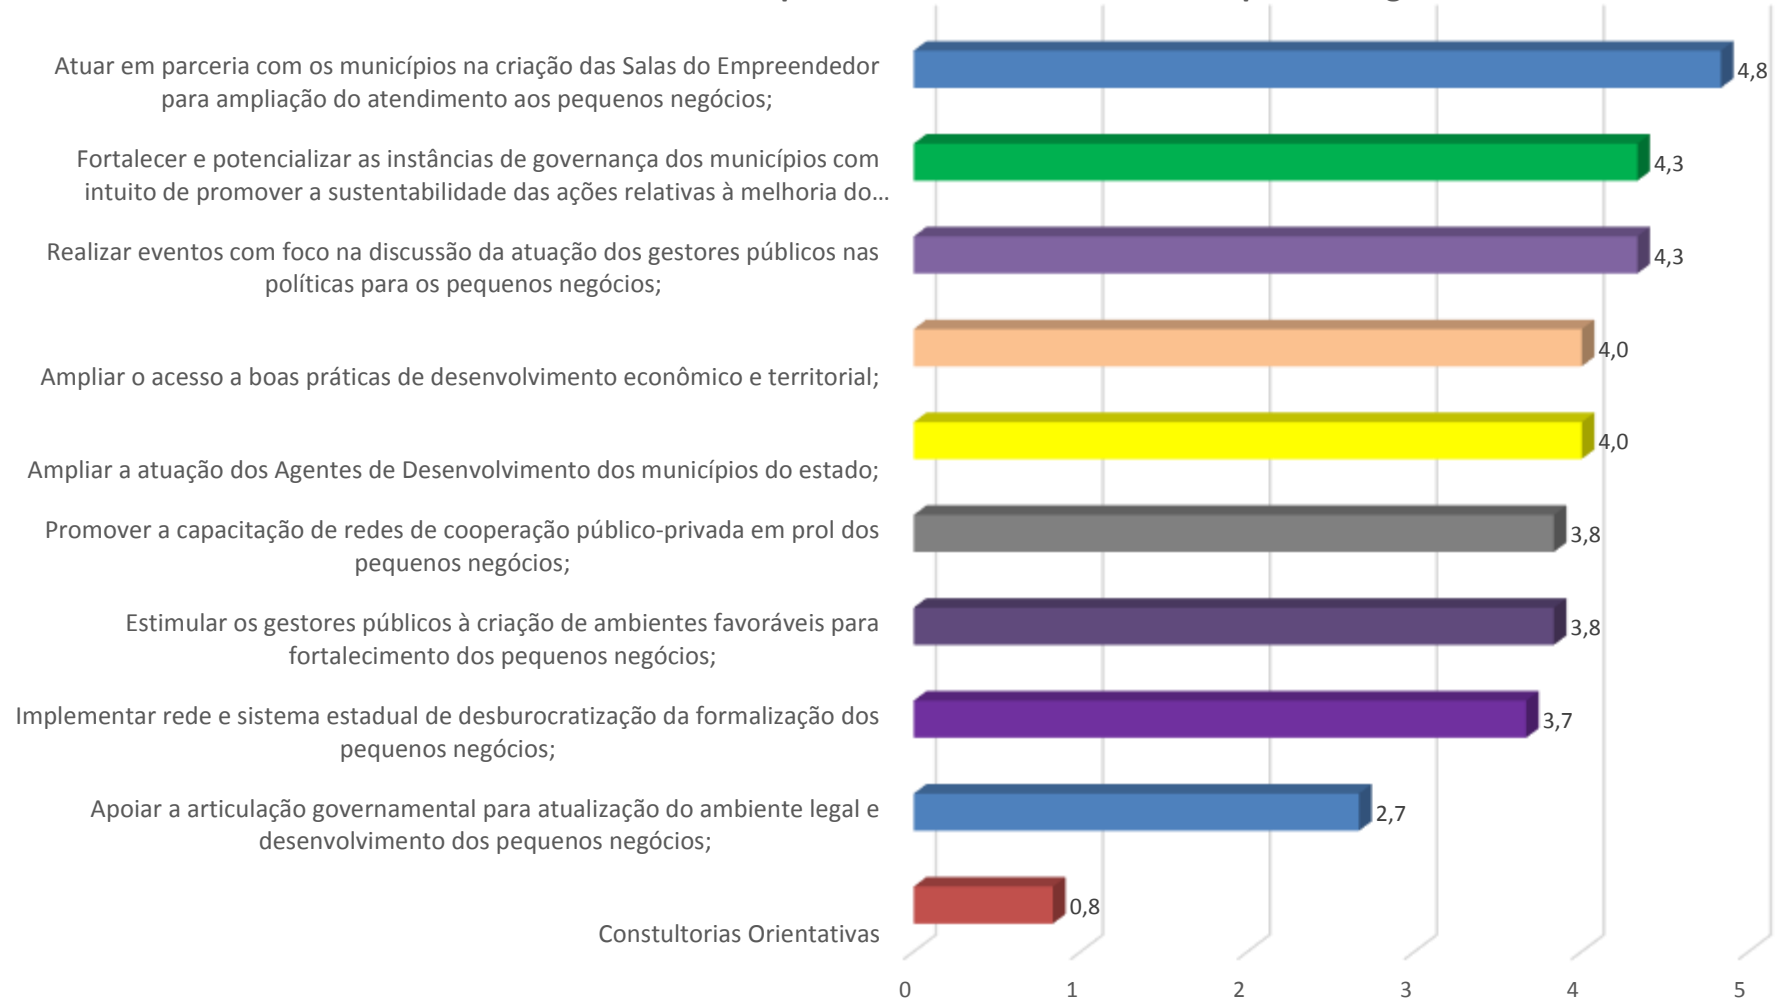 Atuar em parceria com os municípios na criação das Salas do Empreendedor
para ampliação do atendimento aos pequenos negócios;
4,8
Fortalecer e potencializar as instâncias de governança dos municípios com
intuito de promover a sustentabilidade das ações relativas à melhoria do...
4,3
Realizar eventos com foco na discussão da atuação dos gestores públicos nas
políticas para os pequenos negócios;
4,3
Ampliar o acesso a boas práticas de desenvolvimento econômico e territorial;
4,0
Ampliar a atuação dos Agentes de Desenvolvimento dos municípios do estado;
4,0
Promover a capacitação de redes de cooperação público-privada em prol dos
pequenos negócios;
3,8
Estimular os gestores públicos à criação de ambientes favoráveis para
fortalecimento dos pequenos negócios;
3,8
Implementar rede e sistema estadual de desburocratização da formalização dos
pequenos negócios;
3,7
Apoiar a articulação governamental para atualização do ambiente legal e
desenvolvimento dos pequenos negócios;
2,7
Constultorias Orientativas
0,8
0 1 2 3 4 5